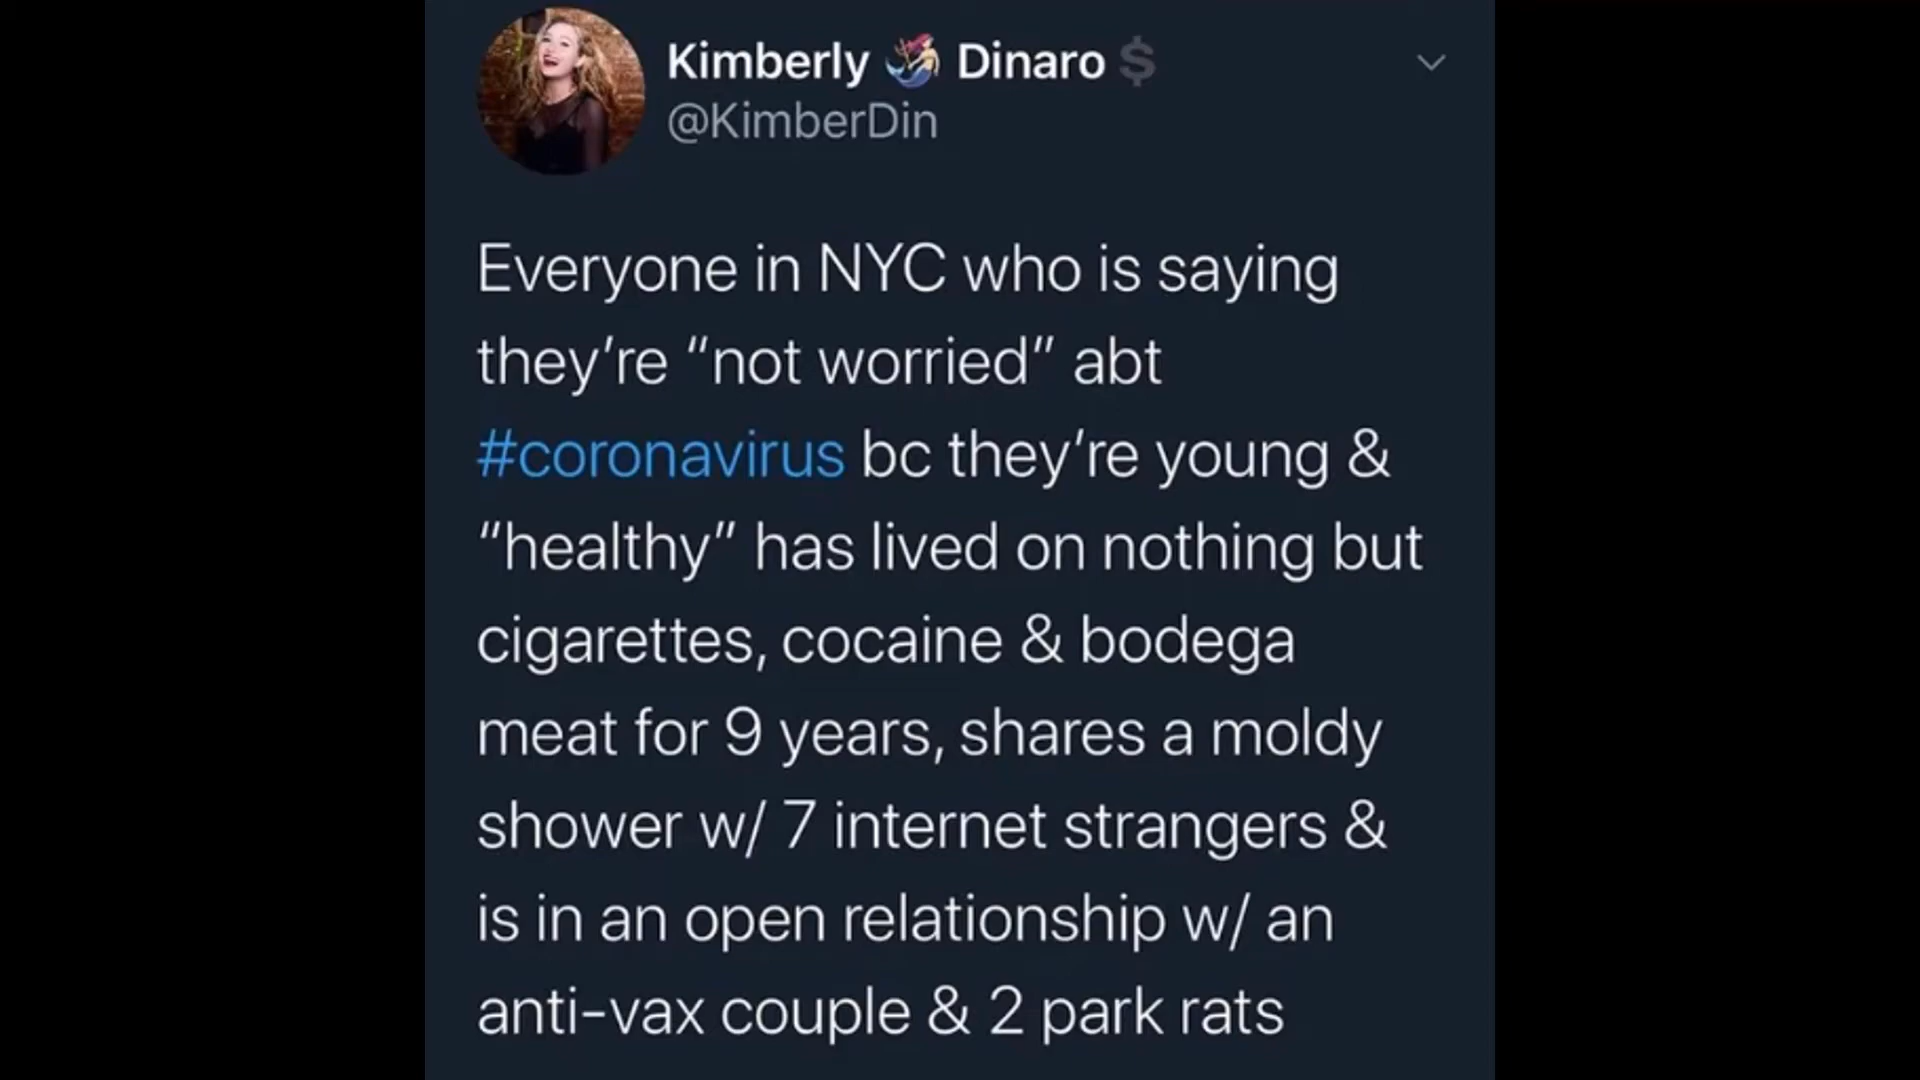 Kimberly 🧜‍♀️ Dinaro 💲
@KimberDin
Everyone in NYC who is saying
they’re “not worried” abt
#coronavirus bc they’re young &
“healthy” has lived on nothing but
cigarettes, cocaine & bodega
meat for 9 years, shares a moldy
shower w/ 7 internet strangers &
is in an open relationship w/ an
anti-vax couple & 2 park rats